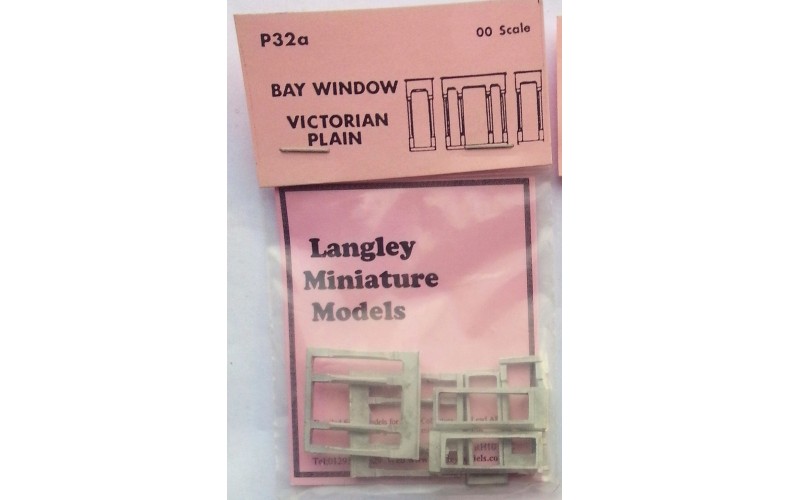 P32a
00 Scale
BAY WINDOW
VICTORIAN
PLAIN
Langley
Miniature
Models